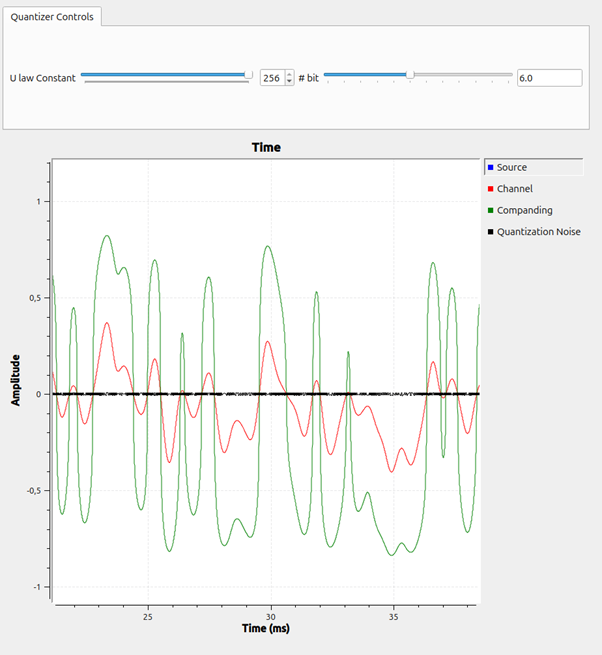 Quantizer Controls
U law Constant 256 # bit 6.0
Time
Source
Channel
Companding
Quantization Noise
1
0,5
0
-0,5
-1
Amplitude
25 30 35
Time (ms)